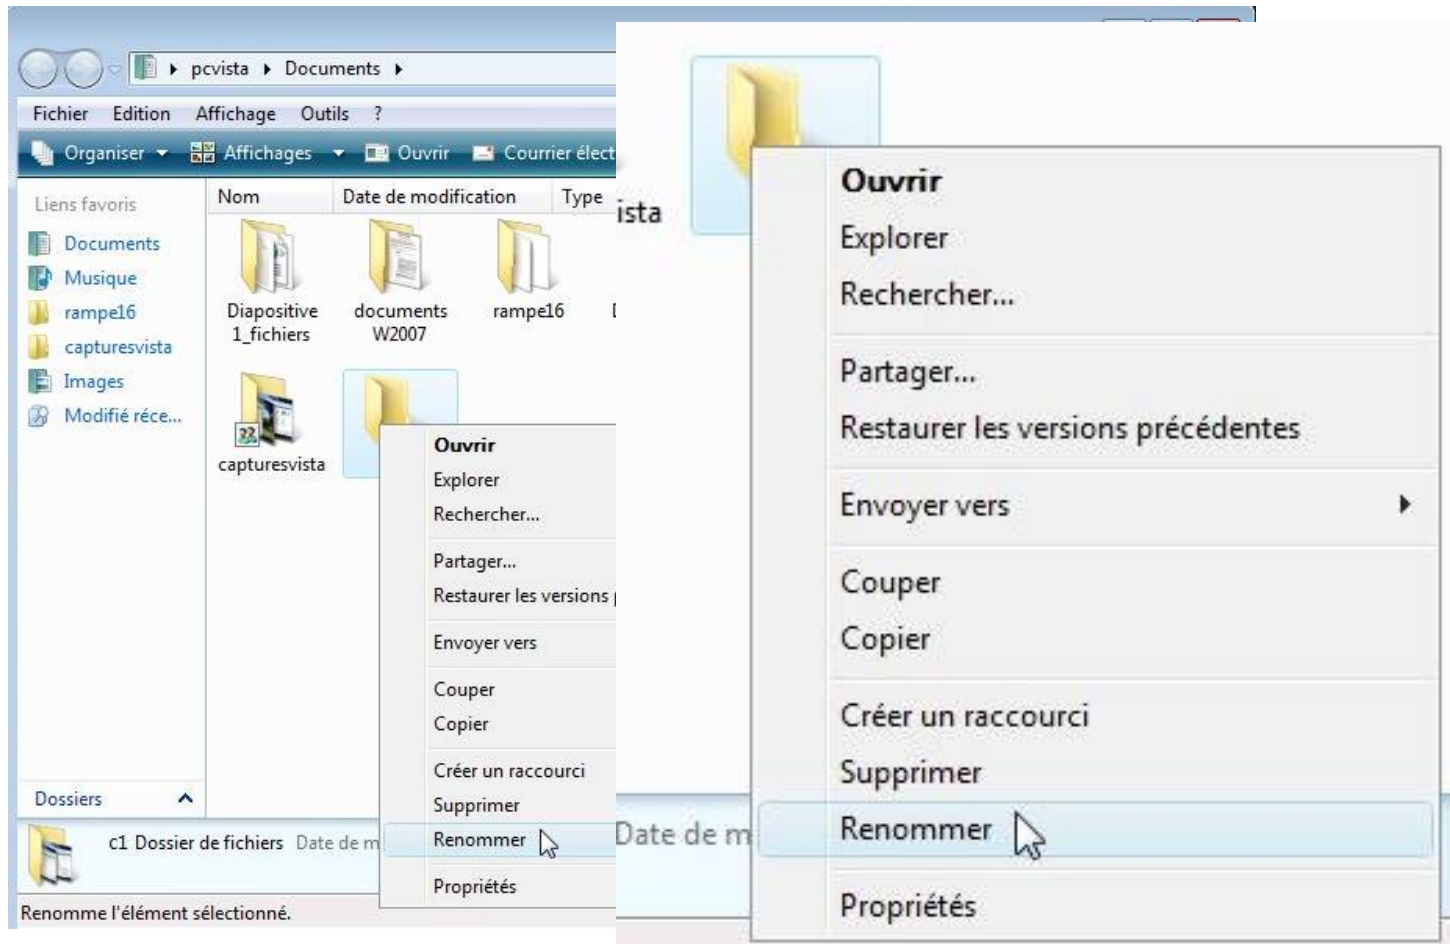 pcvista Documents
Fichier Edition Affichage Outils ?
Organiser Affichages Ouvrir Courrier élect
Liens favoris
Documents
Musique
rampe16
capturesvista
Images
Modifié réce...
Dossiers
Nom Date de modification Type
Diapositive
1_fichiers
documents
W2007
rampe16
capturesvista
Ouvrir
Explorer
Rechercher...
Partager...
Restaurer les versions
Envoyer vers
Couper
Copier
Créer un raccourci
Supprimer
Renommer
Propriétés
c1 Dossier de fichiers Date de m
Renomme l'élément sélectionné.
ista
Ouvrir
Explorer
Rechercher...
Partager...
Restaurer les versions précédentes
Envoyer vers
Couper
Copier
Créer un raccourci
Supprimer
Renommer
Propriétés
Date de m